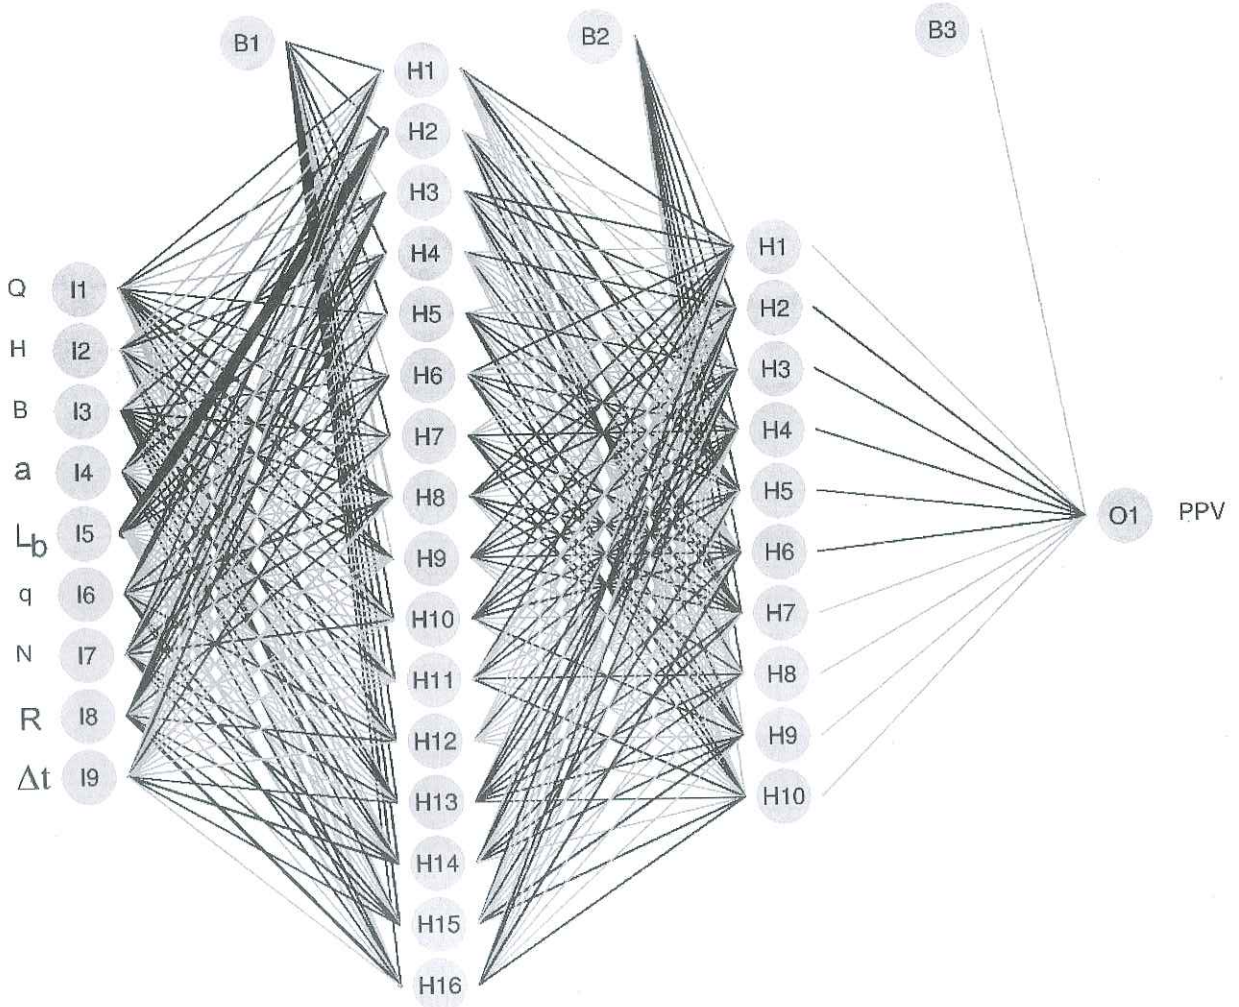 B1
B2
B3
H1
H2
H3
H4
H5
H6
H7
H8
H9
H10
H11
H12
H13
H14
H15
H16
Q I1
H I2
B I3
a I4
Lb I5
q I6
N I7
R I8
Δt I9
H1
H2
H3
H4
H5
H6
H7
H8
H9
H10
O1 PPV